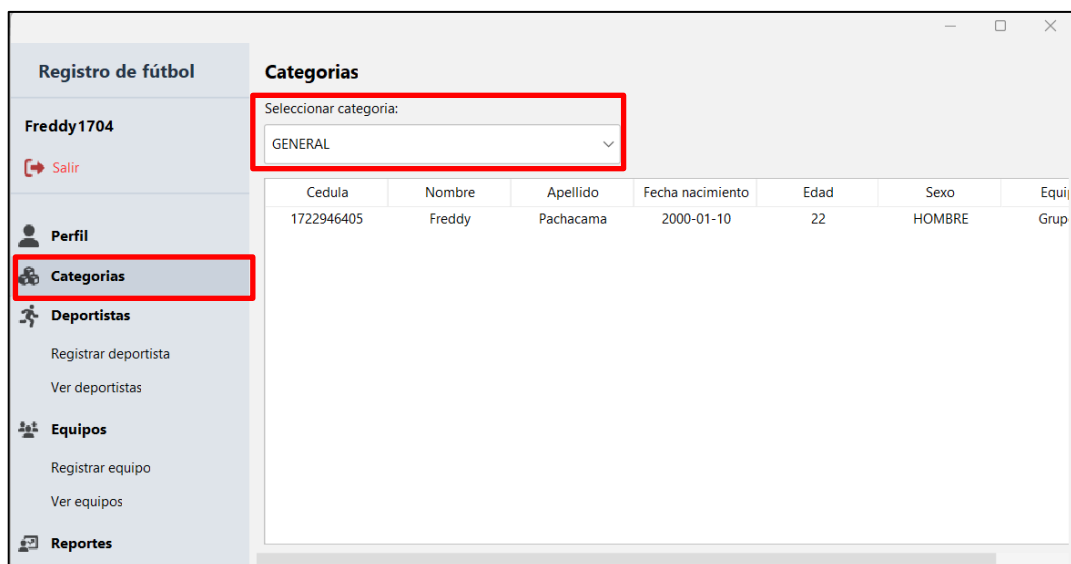 Registro de fútbol
Freddy1704
Salir
Perfil
Categorias
Deportistas
Registrar deportista
Ver deportistas
Equipos
Registrar equipo
Ver equipos
Reportes
Categorias
Seleccionar categoria:
GENERAL
Cedula Nombre Apellido Fecha nacimiento Edad Sexo
1722946405 Freddy Pachacama 2000-01-10 22 HOMBRE Grup